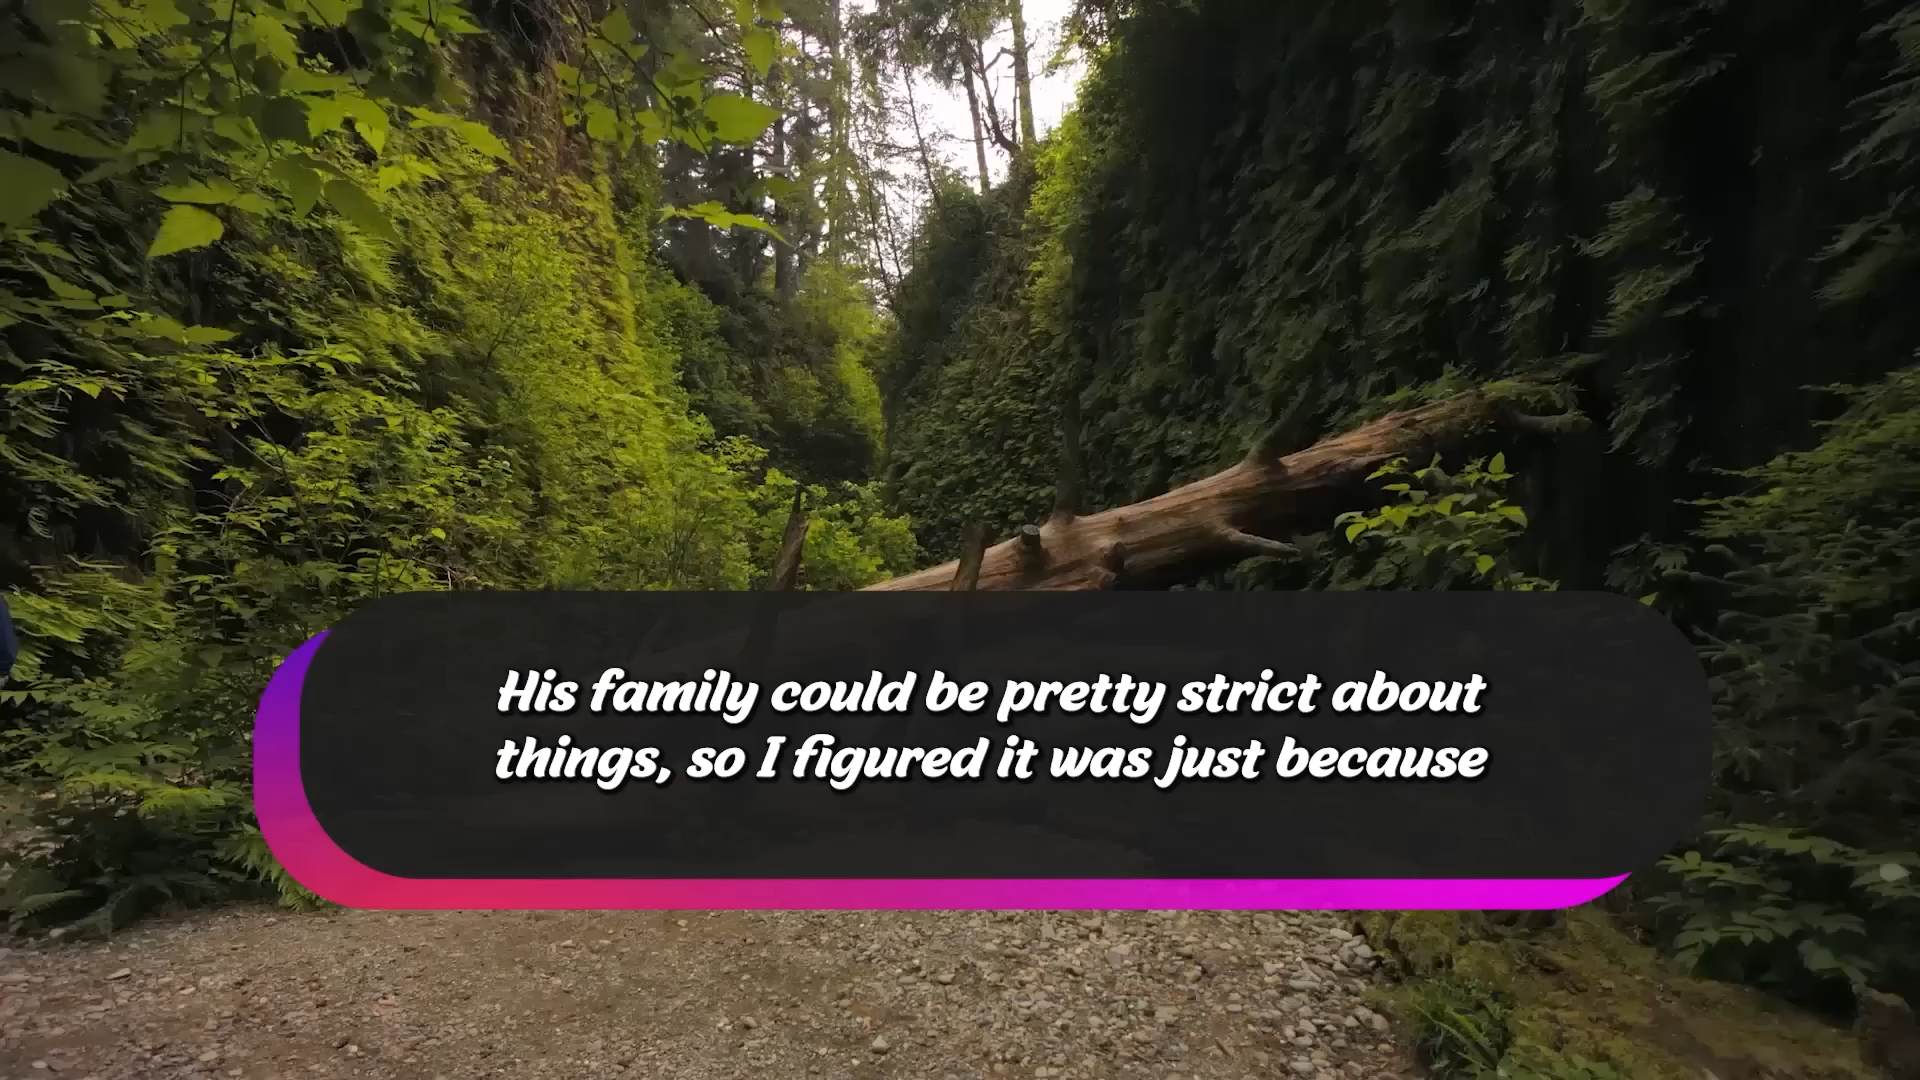 His family could be pretty strict about
things, so I figured it was just because